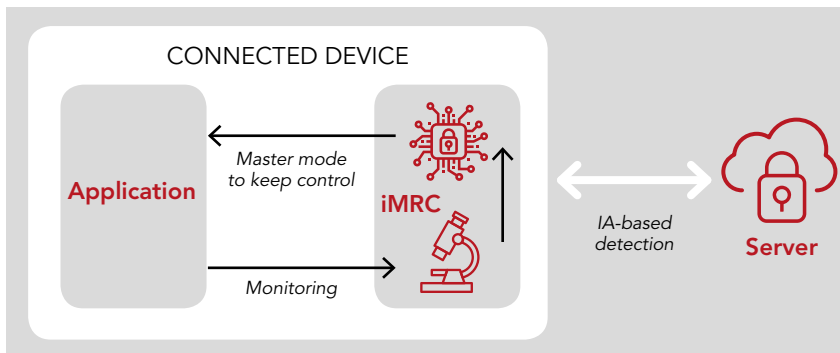 CONNECTED DEVICE
Application
Master mode
to keep control
iMRC
Monitoring
IA-based
detection
Server